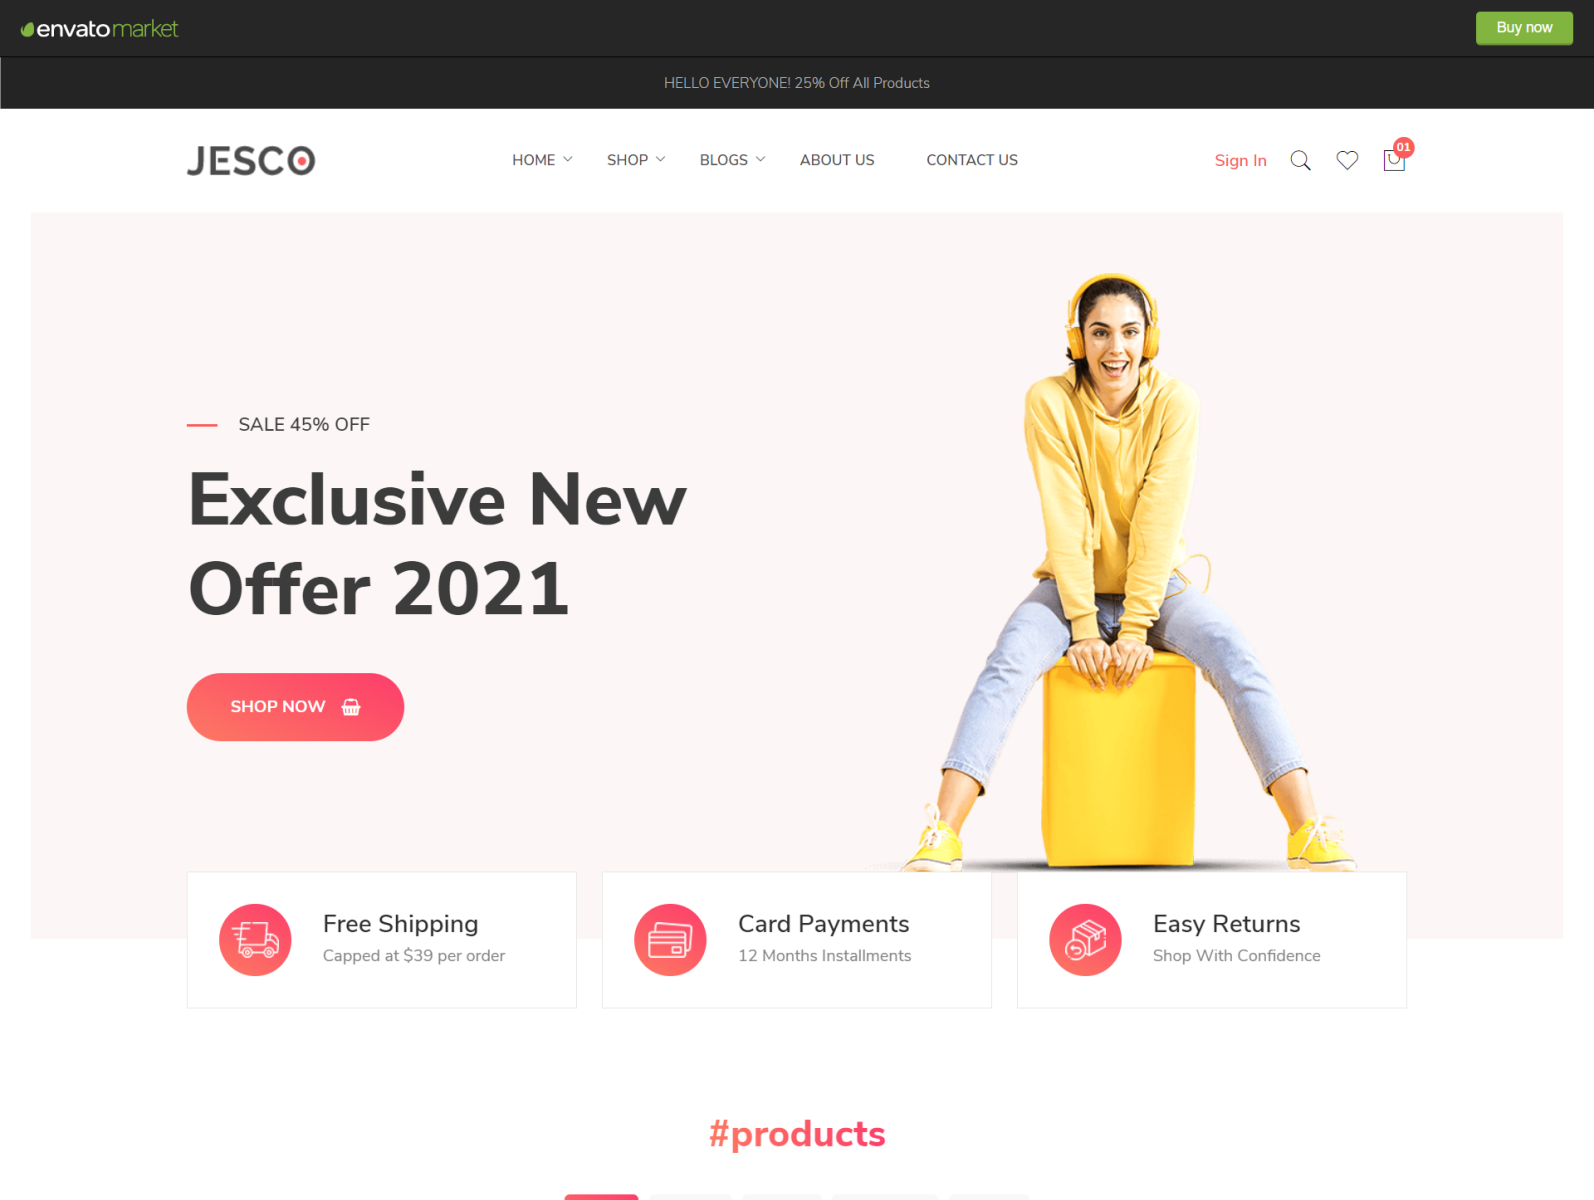 envato market
Buy now
HELLO EVERYONE! 25% Off All Products
JESCO
HOME
SHOP
BLOGS
ABOUT US
CONTACT US
Sign In
01
SALE 45% OFF
Exclusive New
Offer 2021
SHOP NOW
Free Shipping
Capped at $39 per order
Card Payments
12 Months Installments
Easy Returns
Shop With Confidence
#products